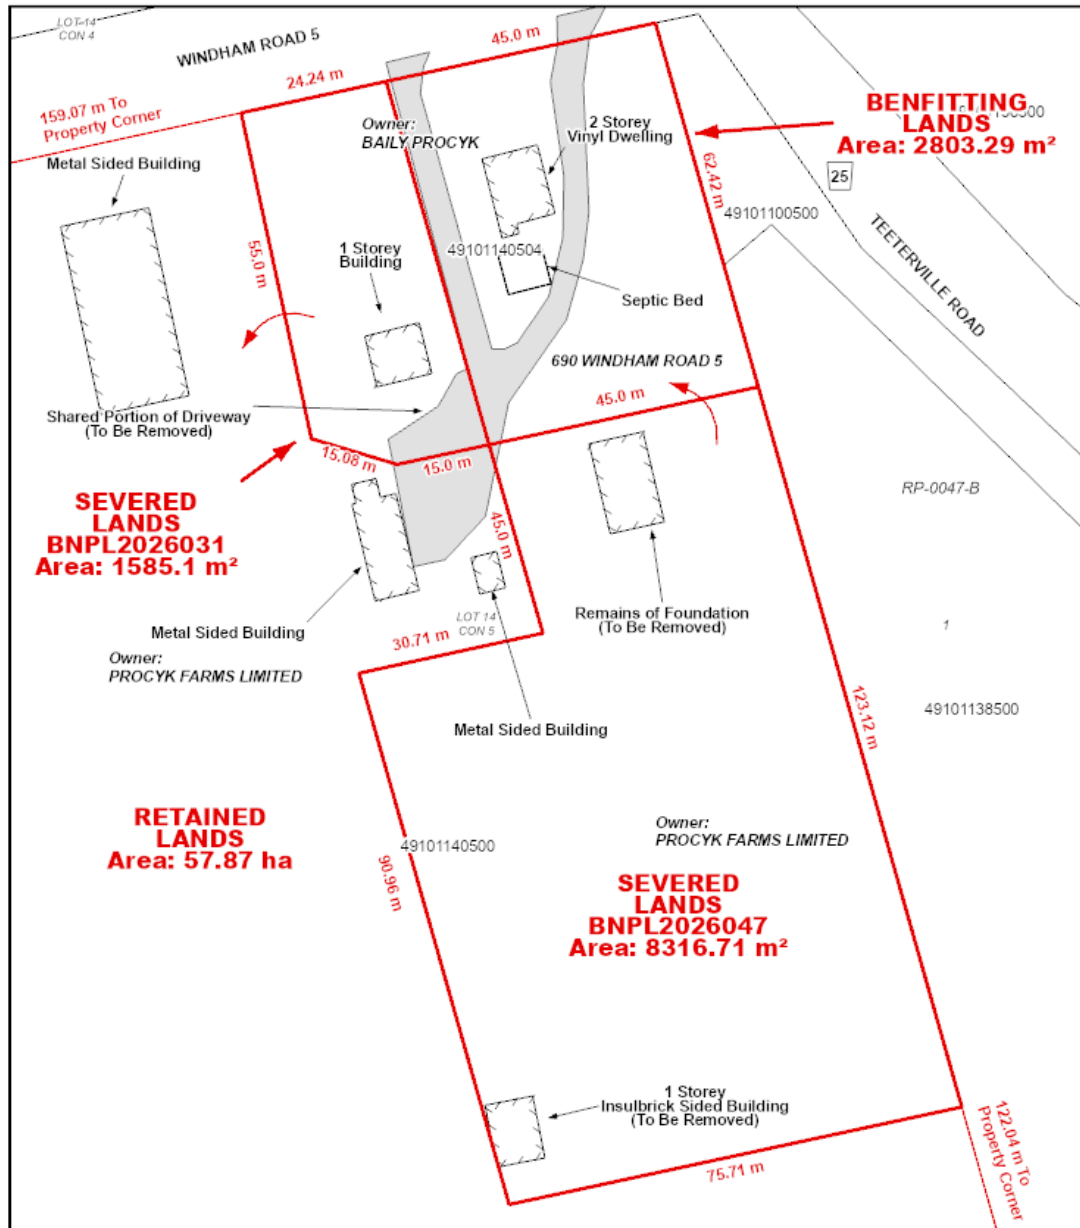 LOT 14
CON 4
WINDHAM ROAD 5
45.0 m
24.24 m
159.07 m To
Property Corner
Metal Sided Building
Owner:
BAILY PROCYK
2 Storey
Vinyl Dwelling
BENFITTING
LANDS
Area: 2803.29 m²
25
62.42 m
49101100500
TEETERVILLE ROAD
55.0 m
1 Storey
Building
49101140504
Septic Bed
690 WINDHAM ROAD 5
45.0 m
Shared Portion of Driveway
(To Be Removed)
15.08 m
15.0 m
SEVERED
LANDS
BNPL2026031
Area: 1585.1 m²
45.0 m
RP-0047-B
Metal Sided Building
Owner:
PROCYK FARMS LIMITED
LOT 14
CON 5
30.71 m
Remains of Foundation
(To Be Removed)
1
Metal Sided Building
123.12 m
49101138500
RETAINED
LANDS
Area: 57.87 ha
49101140500
90.96 m
Owner:
PROCYK FARMS LIMITED
SEVERED
LANDS
BNPL2026047
Area: 8316.71 m²
1 Storey
Insulbrick Sided Building
(To Be Removed)
75.71 m
122.04 m To
Property Corner